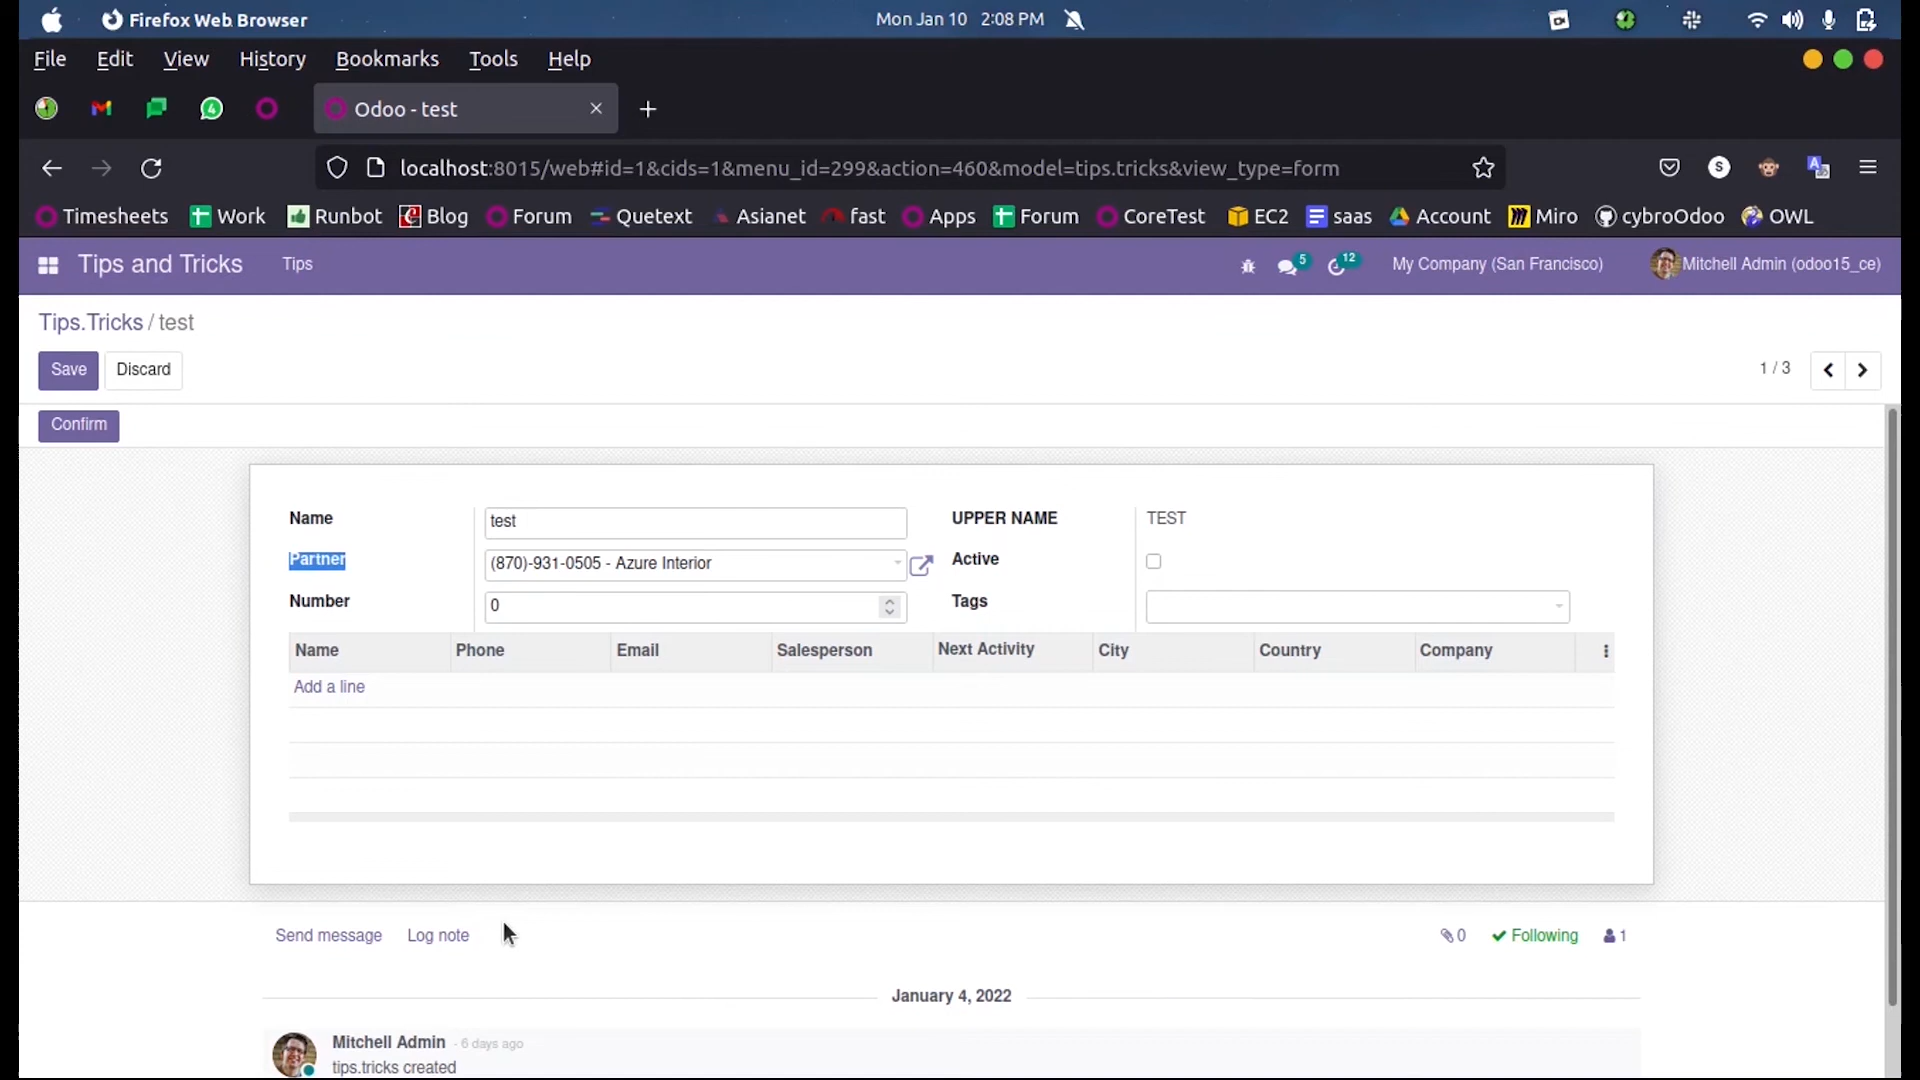 Firefox Web Browser
Mon Jan 10 2:08 PM
File Edit View History Bookmarks Tools Help
Odoo - test
localhost:8015/web#id=1&cids=1&menu_id=299&action=460&model=tips.tricks&view_type=form
Timesheets Work Runbot Blog Forum Quetext Asianet fast Apps Forum CoreTest EC2 saas Account Miro cybroOdoo OWL
Tips and Tricks Tips 5 12 My Company (San Francisco) Mitchell Admin (odoo15_ce)
Tips.Tricks / test
Save Discard 1 / 3
Confirm
Name test UPPER NAME TEST
Partner (870)-931-0505 - Azure Interior Active
Number 0 Tags
Name Phone Email Salesperson Next Activity City Country Company
Add a line
Send message Log note 0 Following 1
January 4, 2022
Mitchell Admin - 6 days ago
tips.tricks created